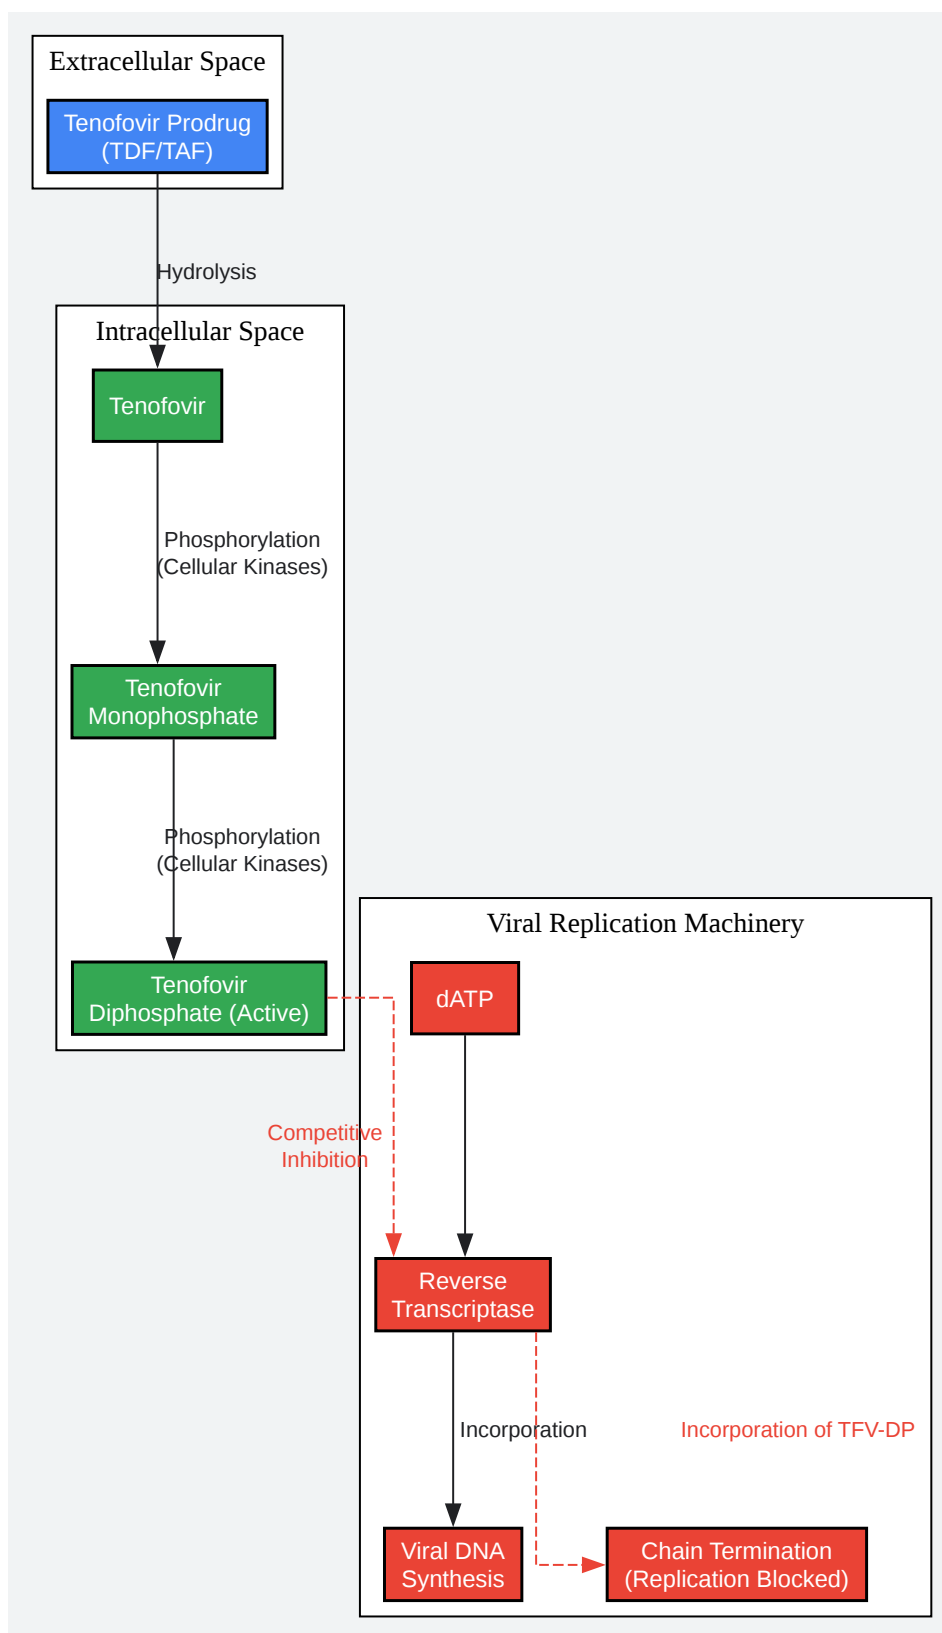 Extracellular Space
Tenofovir Prodrug
(TDF/TAF)
Hydrolysis
Intracellular Space
Tenofovir
Phosphorylation
(Cellular Kinases)
Tenofovir
Monophosphate
Phosphorylation
(Cellular Kinases)
Tenofovir
Diphosphate (Active)
Viral Replication Machinery
dATP
Competitive
Inhibition
Reverse
Transcriptase
Incorporation
Incorporation of TFV-DP
Viral DNA
Synthesis
Chain Termination
(Replication Blocked)